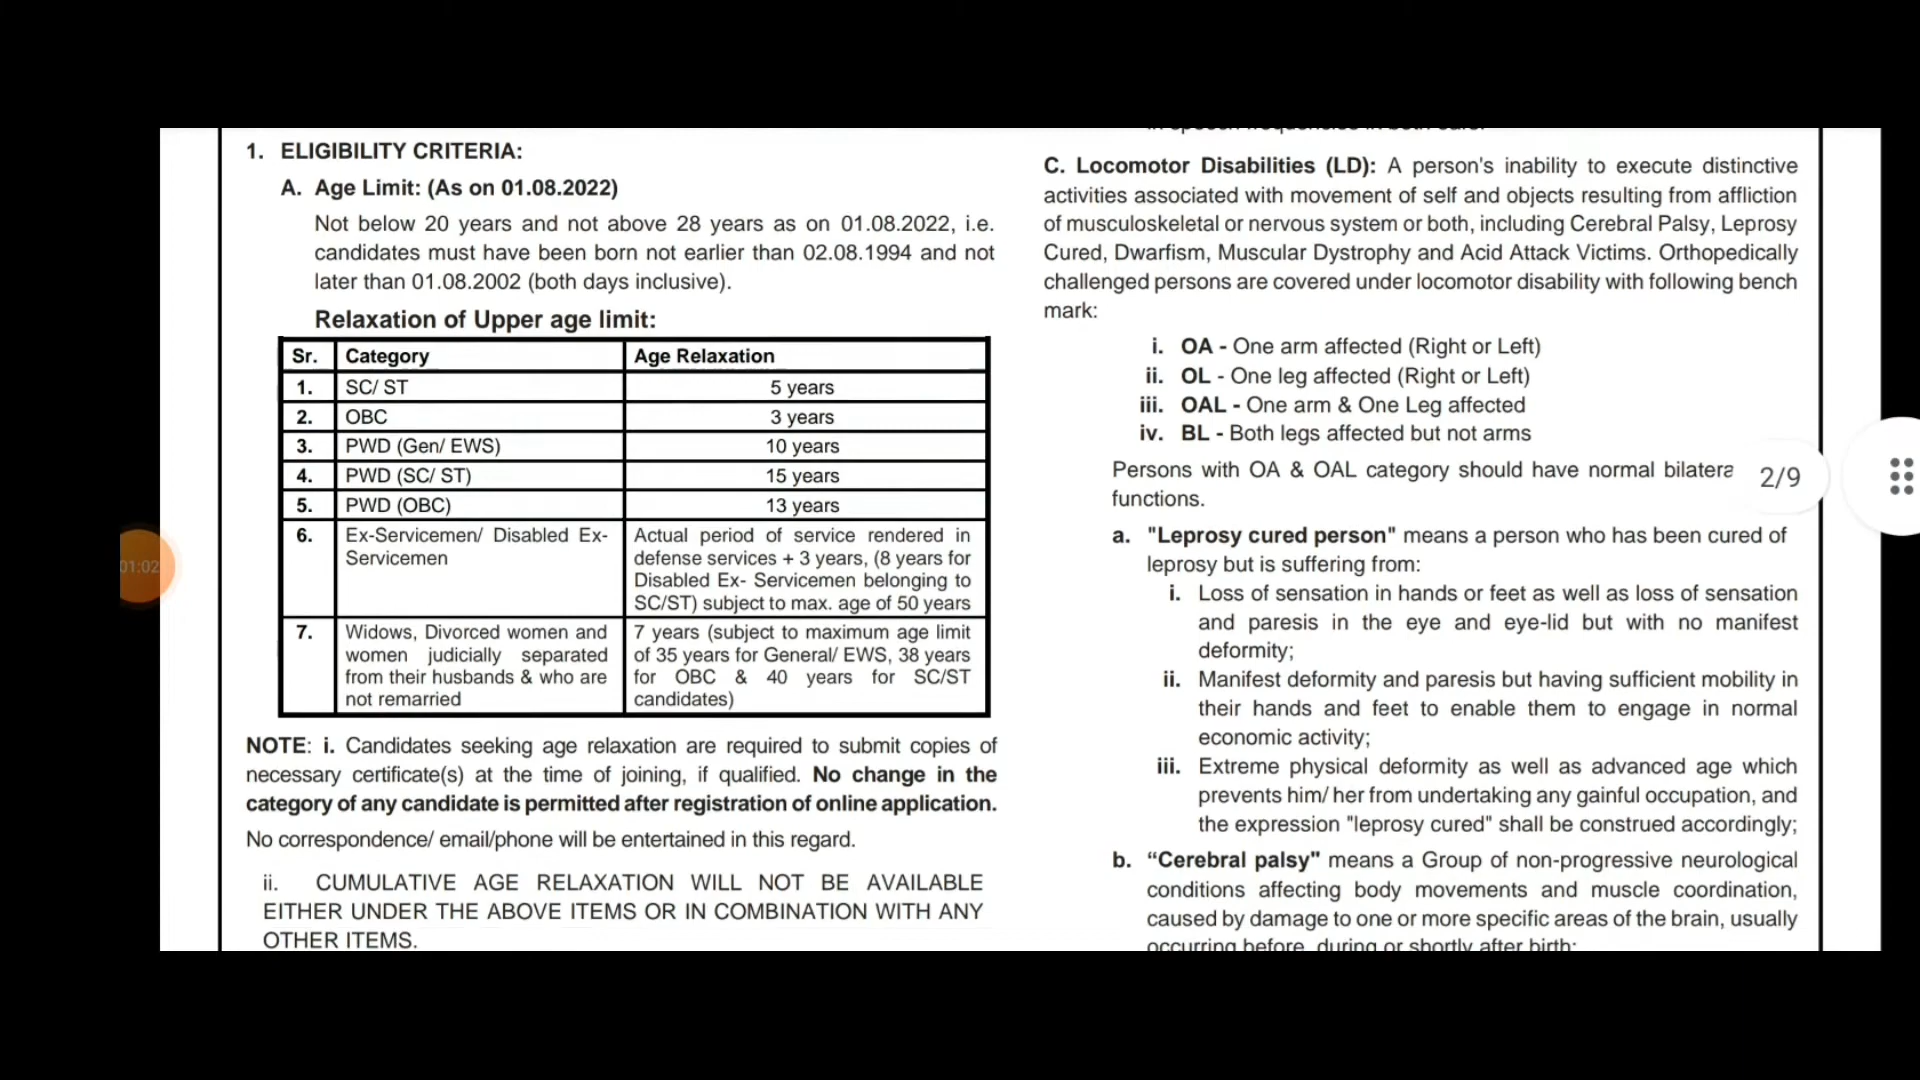 1. ELIGIBILITY CRITERIA:
A. Age Limit: (As on 01.08.2022)
Not below 20 years and not above 28 years as on 01.08.2022, i.e.
candidates must have been born not earlier than 02.08.1994 and not
later than 01.08.2002 (both days inclusive).
Relaxation of Upper age limit:
Sr. Category Age Relaxation
1. SC/ ST 5 years
2. OBC 3 years
3. PWD (Gen/ EWS) 10 years
4. PWD (SC/ ST) 15 years
5. PWD (OBC) 13 years
6. Ex-Servicemen/ Disabled Ex-
Servicemen
Actual period of service rendered in
defense services + 3 years, (8 years for
Disabled Ex- Servicemen belonging to
SC/ST) subject to max. age of 50 years
7. Widows, Divorced women and
women judicially separated
from their husbands & who are
not remarried
7 years (subject to maximum age limit
of 35 years for General/ EWS, 38 years
for OBC & 40 years for SC/ST
candidates)
NOTE: i. Candidates seeking age relaxation are required to submit copies of
necessary certificate(s) at the time of joining, if qualified. No change in the
category of any candidate is permitted after registration of online application.
No correspondence/ email/phone will be entertained in this regard.
ii. CUMULATIVE AGE RELAXATION WILL NOT BE AVAILABLE
EITHER UNDER THE ABOVE ITEMS OR IN COMBINATION WITH ANY
OTHER ITEMS.
C. Locomotor Disabilities (LD): A person's inability to execute distinctive
activities associated with movement of self and objects resulting from affliction
of musculoskeletal or nervous system or both, including Cerebral Palsy, Leprosy
Cured, Dwarfism, Muscular Dystrophy and Acid Attack Victims. Orthopedically
challenged persons are covered under locomotor disability with following bench
mark:
i. OA - One arm affected (Right or Left)
ii. OL - One leg affected (Right or Left)
iii. OAL - One arm & One Leg affected
iv. BL - Both legs affected but not arms
Persons with OA & OAL category should have normal bilatera
functions.
a. "Leprosy cured person" means a person who has been cured of
leprosy but is suffering from:
i. Loss of sensation in hands or feet as well as loss of sensation
and paresis in the eye and eye-lid but with no manifest
deformity;
ii. Manifest deformity and paresis but having sufficient mobility in
their hands and feet to enable them to engage in normal
economic activity;
iii. Extreme physical deformity as well as advanced age which
prevents him/ her from undertaking any gainful occupation, and
the expression "leprosy cured" shall be construed accordingly;
b. “Cerebral palsy" means a Group of non-progressive neurological
conditions affecting body movements and muscle coordination,
caused by damage to one or more specific areas of the brain, usually
occurring before, during or shortly after birth;
2/9
01:02